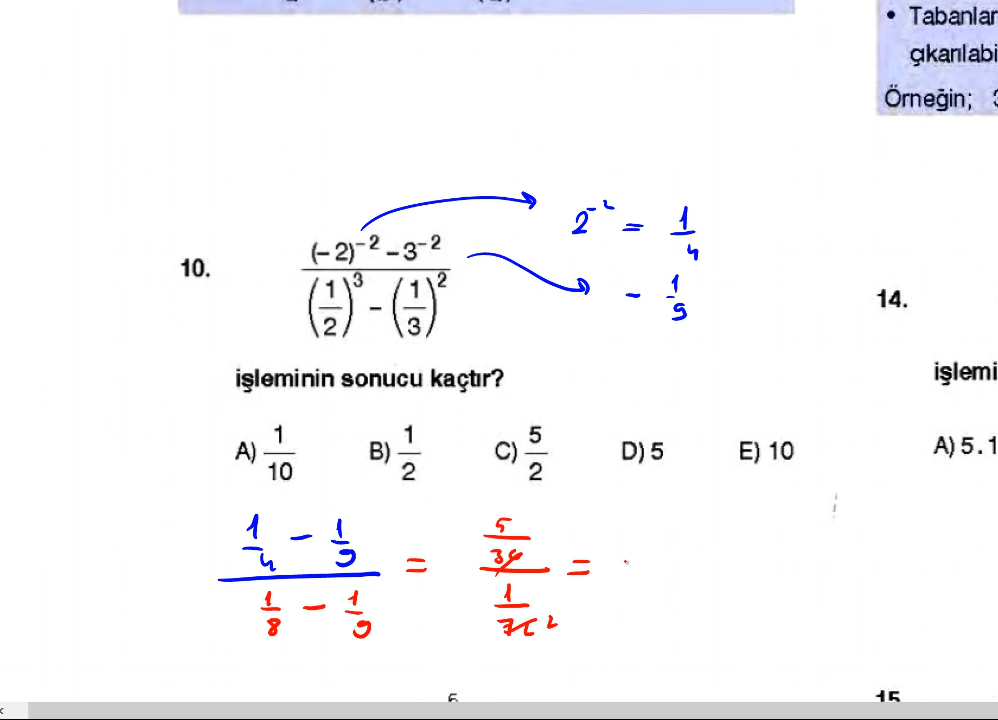 • Tabanlar
çıkarılabi
Örneğin; 3
10. ((-2)^-2 - 3^-2) / ((1/2)^3 - (1/3)^2)
2^-2 = 1/4
- 1/9
işleminin sonucu kaçtır?
A) 1/10 B) 1/2 C) 5/2 D) 5 E) 10
(1/4 - 1/9) / (1/8 - 1/9) = (5/36) / (1/72) 2 =
14.
işlemi
A) 5 . 1
15